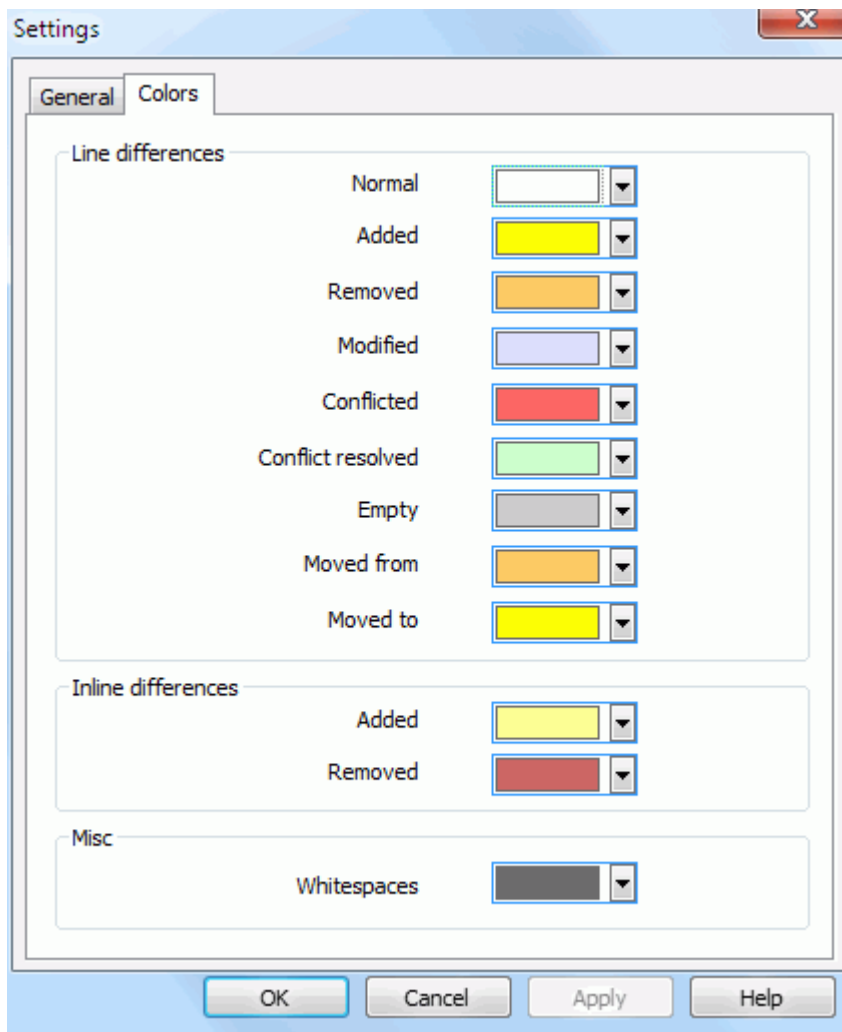 Settings
General
Colors
Line differences
Normal
Added
Removed
Modified
Conflicted
Conflict resolved
Empty
Moved from
Moved to
Inline differences
Added
Removed
Misc
Whitespaces
OK
Cancel
Apply
Help